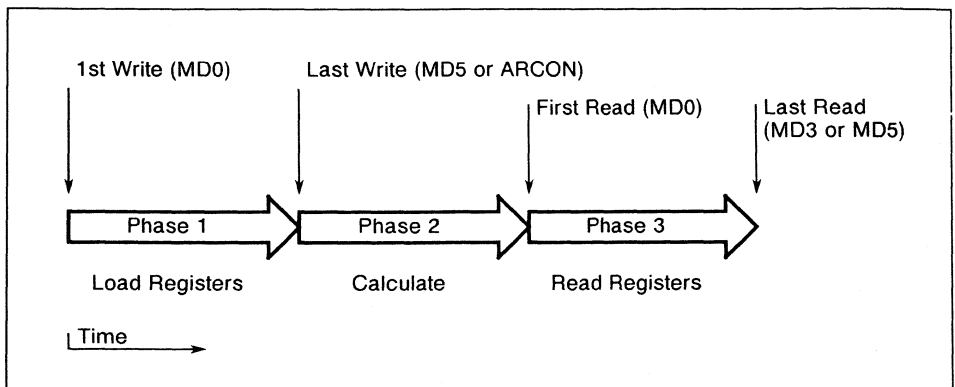 1st Write (MD0)
Last Write (MD5 or ARCON)
First Read (MD0)
Last Read
(MD3 or MD5)
Phase 1
Phase 2
Phase 3
Load Registers
Calculate
Read Registers
Time